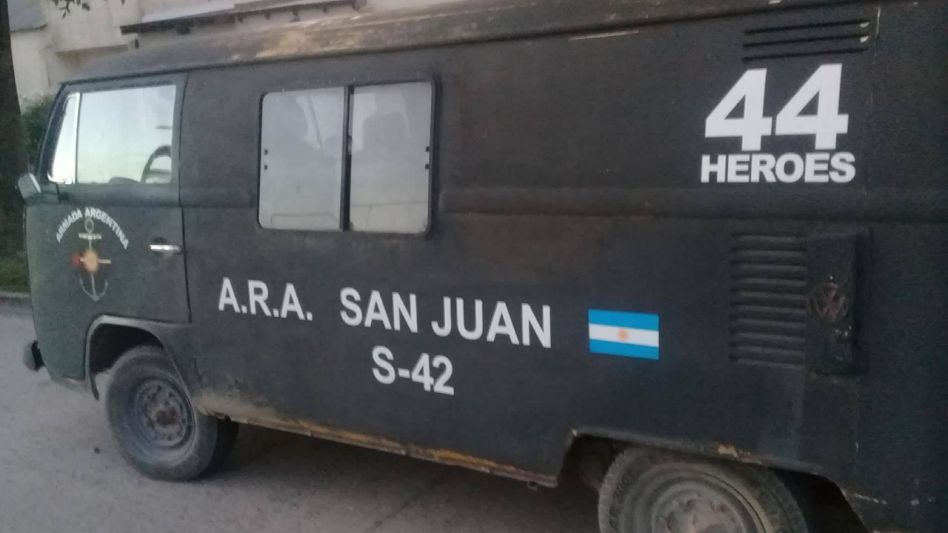 44
HEROES
ARMADA ARGENTINA
A.R.A. SAN JUAN
S-42